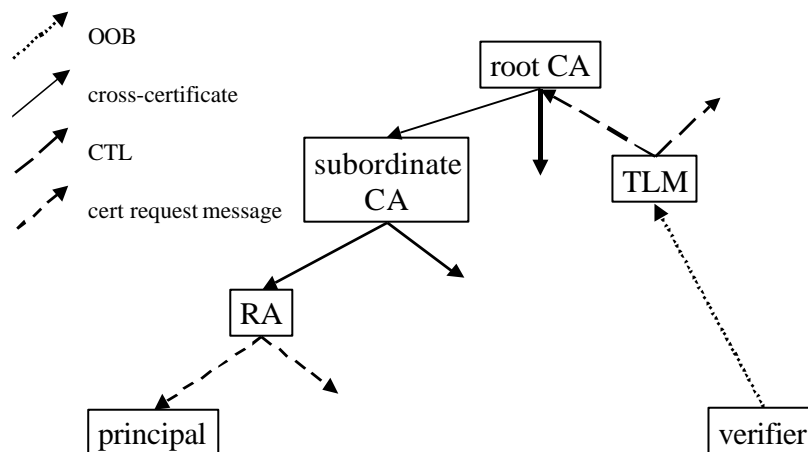 OOB
cross-certificate
CTL
cert request message
root CA
subordinate
CA
TLM
RA
principal
verifier